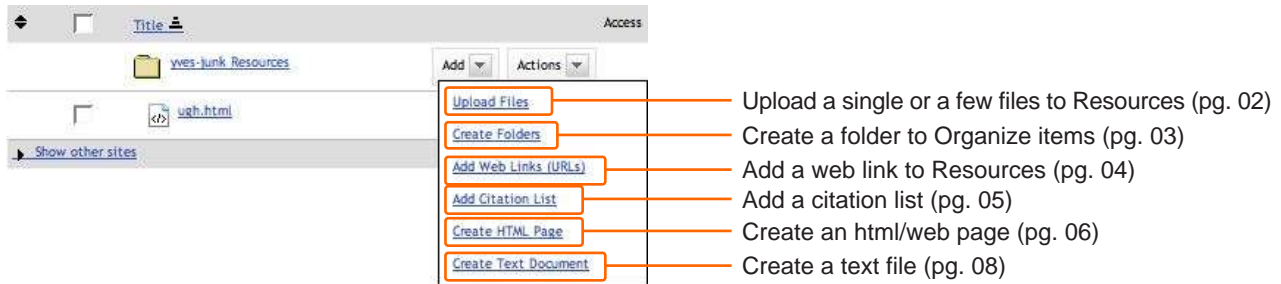 Title Access
yves-junk Resources Add Actions
Upload Files Upload a single or a few files to Resources (pg. 02)
ugh.html
Create Folders Create a folder to Organize items (pg. 03)
Show other sites
Add Web Links (URLs) Add a web link to Resources (pg. 04)
Add Citation List Add a citation list (pg. 05)
Create HTML Page Create an html/web page (pg. 06)
Create Text Document Create a text file (pg. 08)